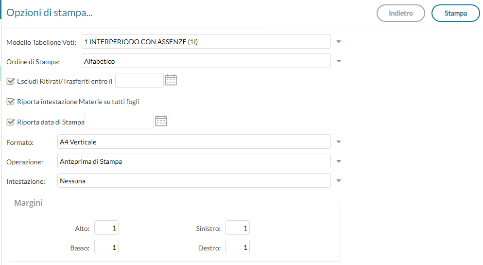 Opzioni di stampa...
Indietro
Stampa
Modello Tabellone Voti: 1 INTERPERIODO CON ASSENZE (1I)
Ordine di Stampa: Alfabetico
Escludi Ritirati/Trasferiti entro il
Riporta intestazione Materie su tutti fogli
Riporta data di Stampa
Formato: A4 Verticale
Operazione: Anteprima di Stampa
Intestazione: Nessuna
Margini
Alto: 1 Sinistro: 1
Basso: 1 Destro: 1